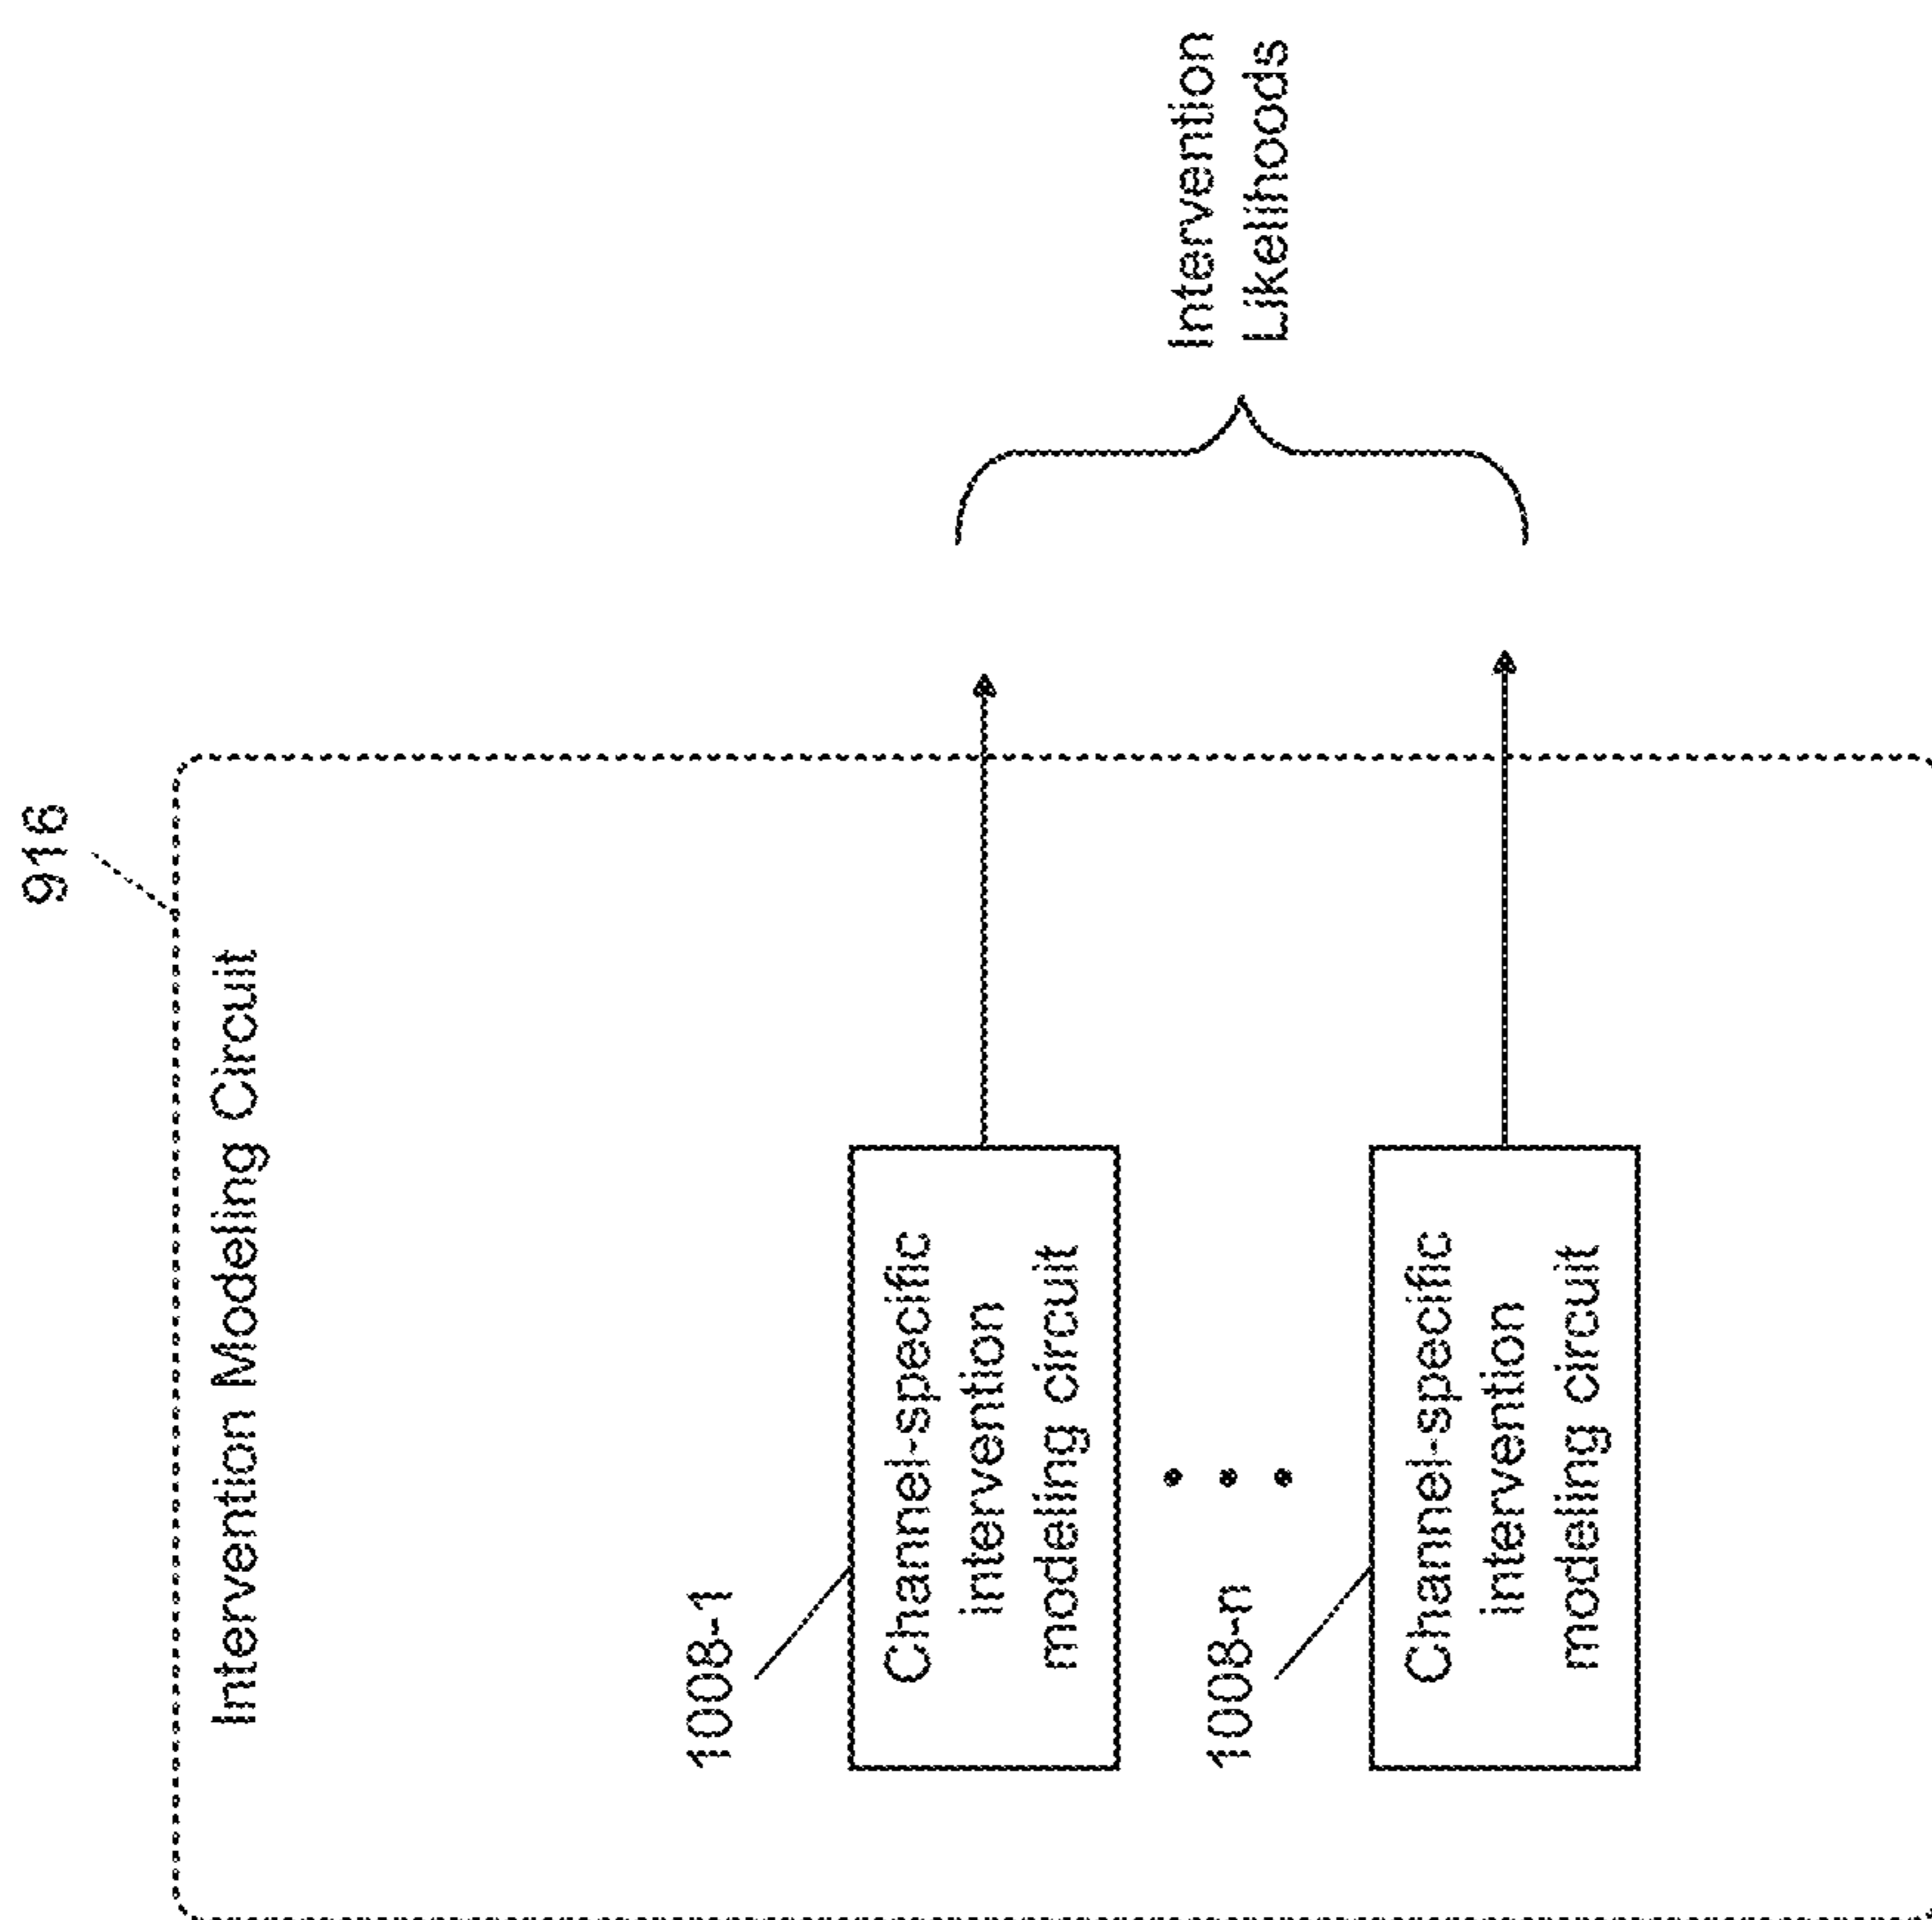 916
Intervention Modeling Circuit
1008-1
Channel-specific
intervention
modeling circuit
1008-n
Channel-specific
intervention
modeling circuit
Intervention
Likelihoods